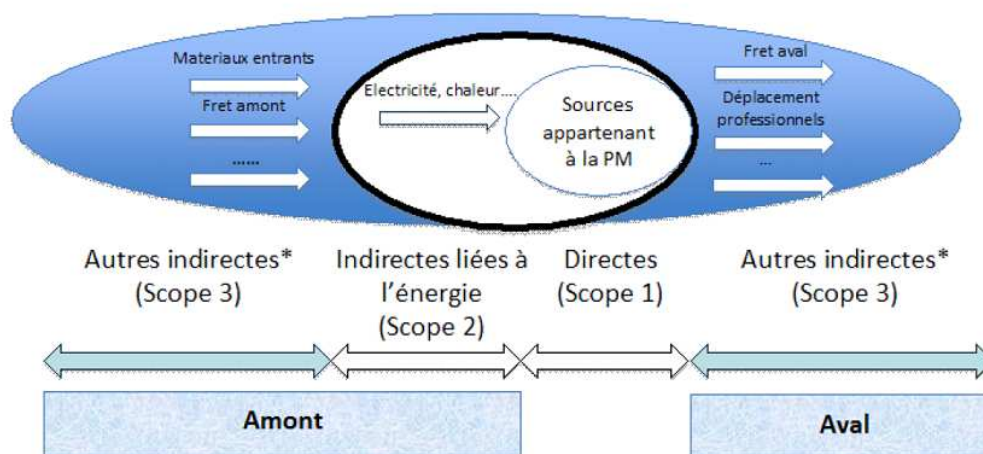 Materiaux entrants
Fret amont
......
Electricité, chaleur....
Sources
appartenant
à la PM
Fret aval
Déplacement
professionnels
...
Autres indirectes*
(Scope 3)
Indirectes liées à
l'énergie
(Scope 2)
Directes
(Scope 1)
Autres indirectes*
(Scope 3)
Amont
Aval